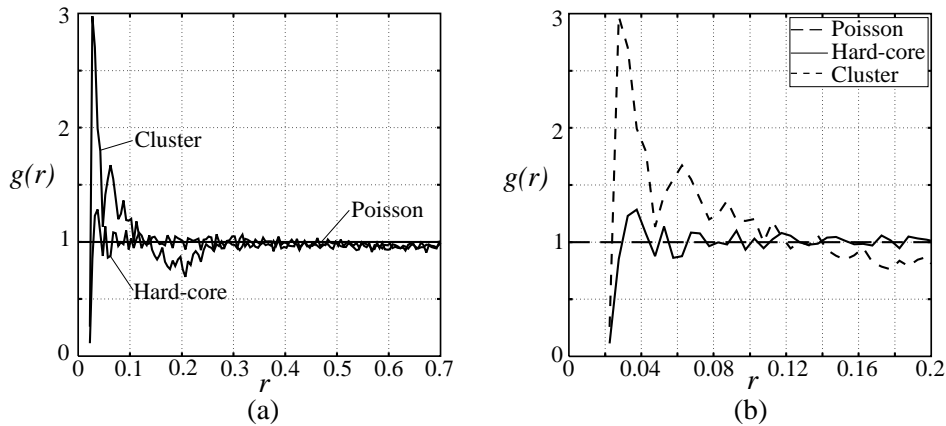 3
2
g(r)
1
0
Cluster
Poisson
Hard-core
0 0.1 0.2 0.3 0.4 0.5 0.6 0.7
r
(a)
3
2
g(r)
1
0
Poisson
Hard-core
Cluster
0 0.04 0.08 0.12 0.16 0.2
r
(b)